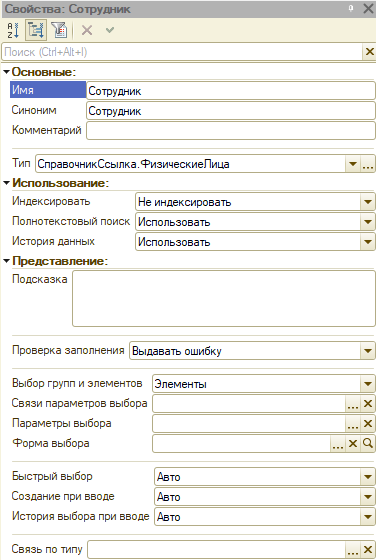 Свойства: Сотрудник
Поиск (Ctrl+Alt+I)
Основные:
Имя Сотрудник
Синоним Сотрудник
Комментарий
Тип СправочникСсылка.ФизическиеЛица
Использование:
Индексировать Не индексировать
Полнотекстовый поиск Использовать
История данных Использовать
Представление:
Подсказка
Проверка заполнения Выдавать ошибку
Выбор групп и элементов Элементы
Связи параметров выбора
Параметры выбора
Форма выбора
Быстрый выбор Авто
Создание при вводе Авто
История выбора при вводе Авто
Связь по типу